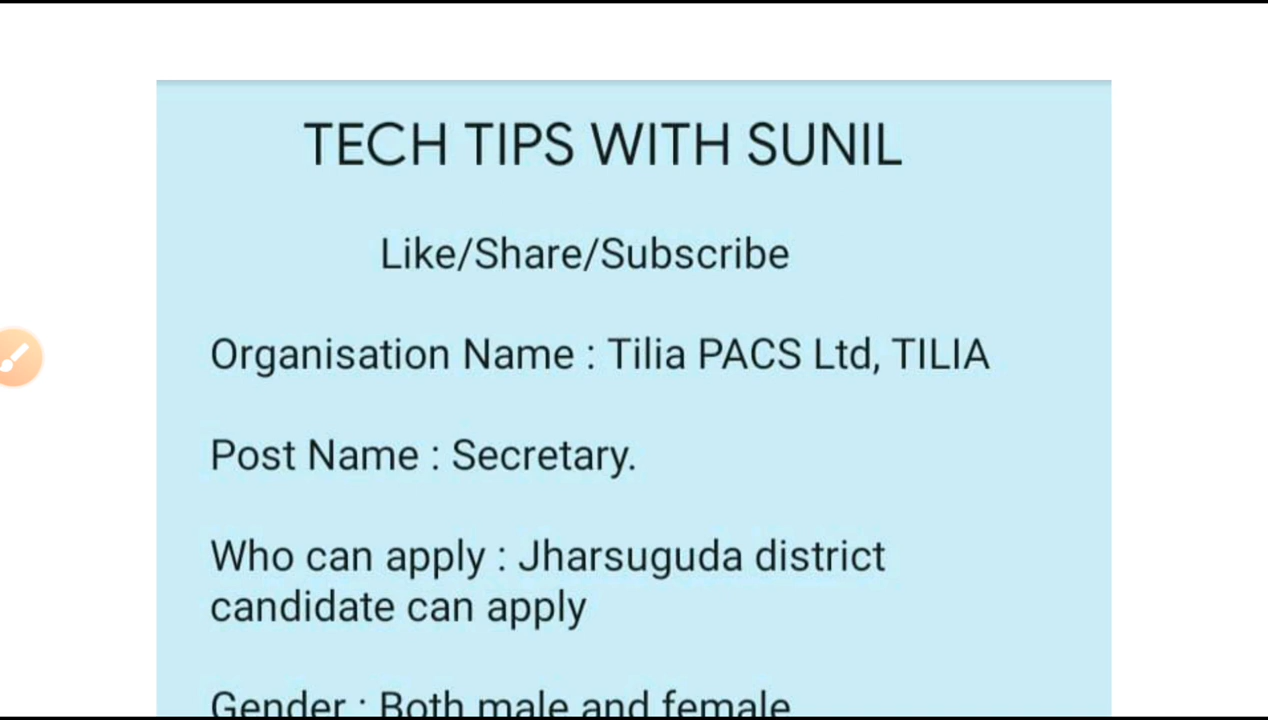 TECH TIPS WITH SUNIL
Like/Share/Subscribe
Organisation Name : Tilia PACS Ltd, TILIA
Post Name : Secretary.
Who can apply : Jharsuguda district
candidate can apply
Gender : Both male and female